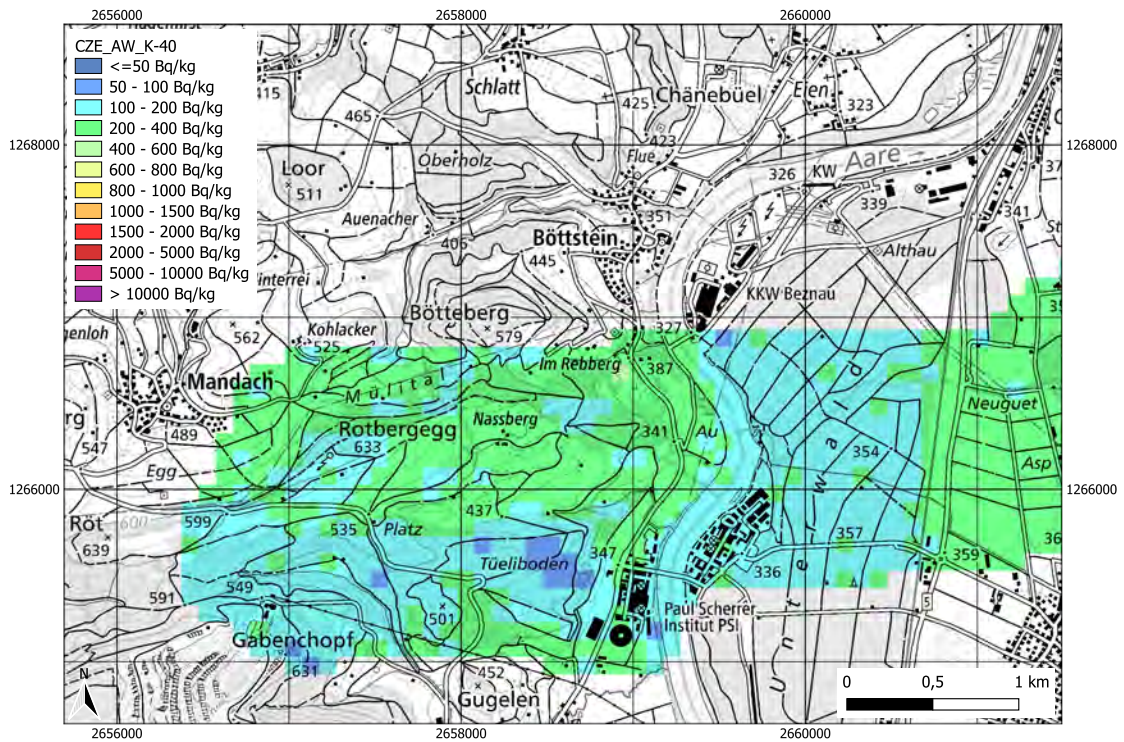 2656000 2658000 2660000
CZE_AW_K-40
<=50 Bq/kg
50 - 100 Bq/kg
100 - 200 Bq/kg
200 - 400 Bq/kg
400 - 600 Bq/kg
600 - 800 Bq/kg
800 - 1000 Bq/kg
1000 - 1500 Bq/kg
1500 - 2000 Bq/kg
2000 - 5000 Bq/kg
5000 - 10000 Bq/kg
> 10000 Bq/kg
415
Schlatt
465
425
Chänebüel
Eien
323
423
1268000
1268000
Oberholz
Flue
Aare
326
KW
Loor
511
339
Auenacher
351
341
406
Böttstein
445
Althau
KKW Beznau
Bötteberg
579
327
562
Kohlacker
525
Im Rebberg
387
Mandach
Mülital
Nassberg
Neuguet
489
547
Rotbergegg
633
341
Au
354
Asp
Egg
1266000
1266000
Röt
600
599
639
535
Platz
437
357
359
347
Tüeliboden
336
Unterwald
549
591
501
Paul Scherrer
Institut PSI
5
Gabenchopf
631
452
Gugelen
N
0 0,5 1 km
2656000 2658000 2660000